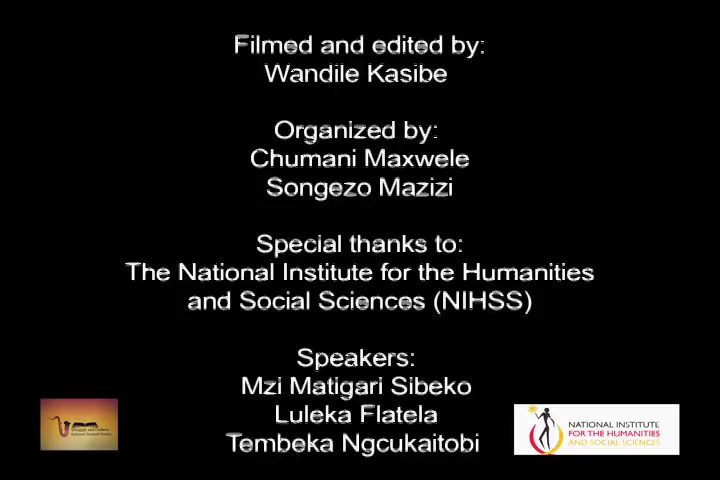 Filmed and edited by:
Wandile Kasibe
Organized by:
Chumani Maxwele
Songezo Mazizi
Special thanks to:
The National Institute for the Humanities
and Social Sciences (NIHSS)
Speakers:
Mzi Matigari Sibeko
Luleka Flatela
Tembeka Ngcukaitobi
NATIONAL INSTITUTE
FOR THE HUMANITIES
AND SOCIAL SCIENCES